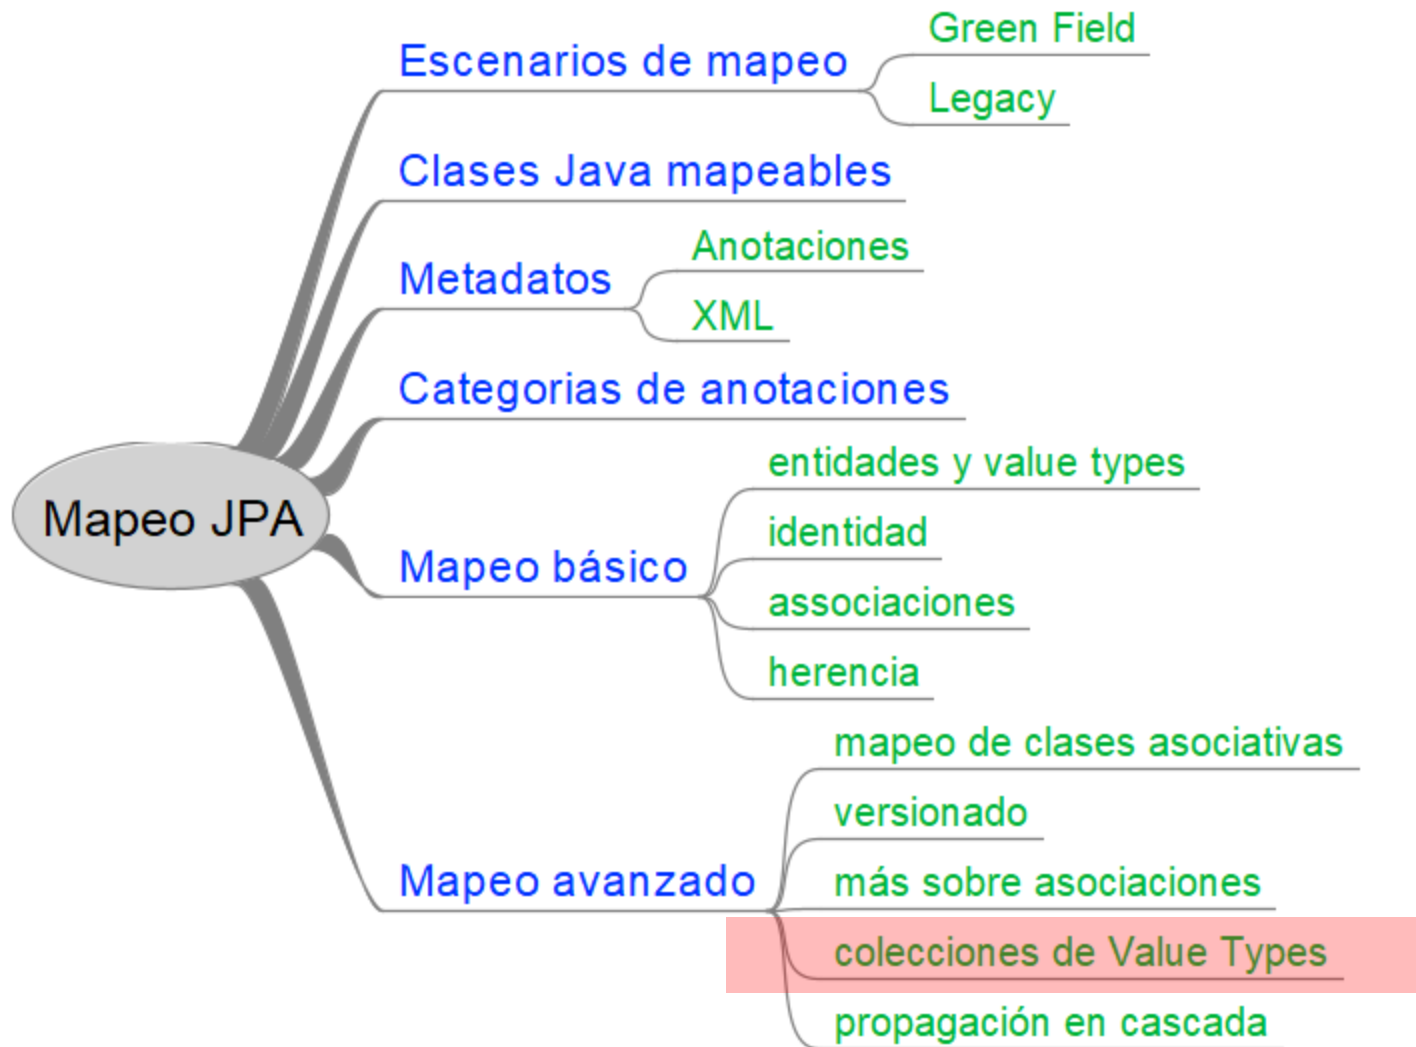 Mapeo JPA
Escenarios de mapeo
Green Field
Legacy
Clases Java mapeables
Metadatos
Anotaciones
XML
Categorias de anotaciones
Mapeo básico
entidades y value types
identidad
associaciones
herencia
Mapeo avanzado
mapeo de clases asociativas
versionado
más sobre asociaciones
colecciones de Value Types
propagación en cascada